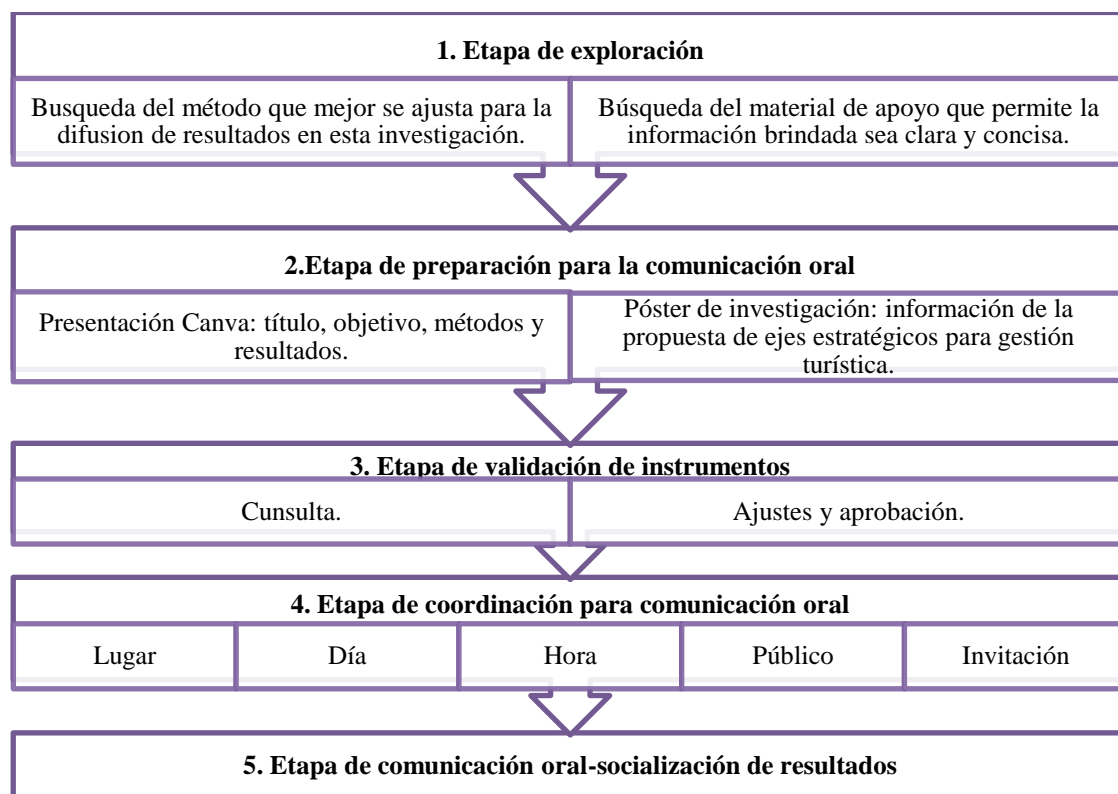 1. Etapa de exploración
Busqueda del método que mejor se ajusta para la
difusion de resultados en esta investigación.
Búsqueda del material de apoyo que permite la
información brindada sea clara y concisa.
2.Etapa de preparación para la comunicación oral
Presentación Canva: título, objetivo, métodos y
resultados.
Póster de investigación: información de la
propuesta de ejes estratégicos para gestión
turística.
3. Etapa de validación de instrumentos
Cunsulta.
Ajustes y aprobación.
4. Etapa de coordinación para comunicación oral
Lugar
Día
Hora
Público
Invitación
5. Etapa de comunicación oral-socialización de resultados